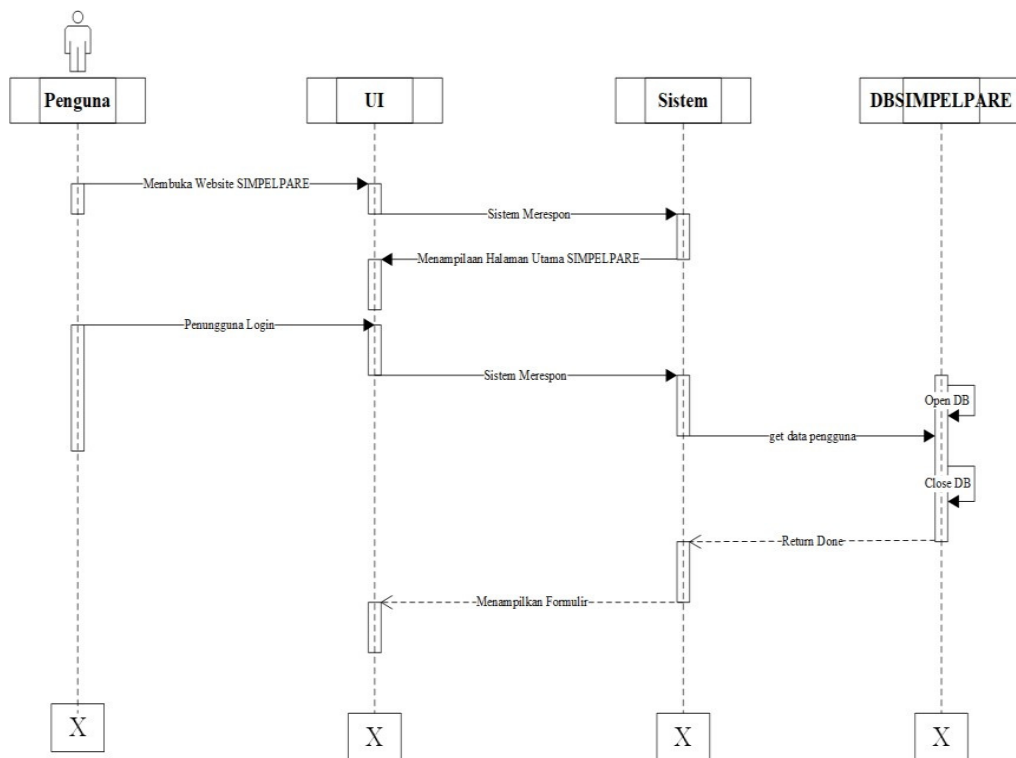 Penguna
UI
Sistem
DBSIMPELPARE
Membuka Website SIMPELPARE
Sistem Merespon
Menampilaan Halaman Utama SIMPELPARE
Penungguna Login
Sistem Merespon
Open DB
get data pengguna
Close DB
Return Done
Menampilkan Formulir
X
X
X
X